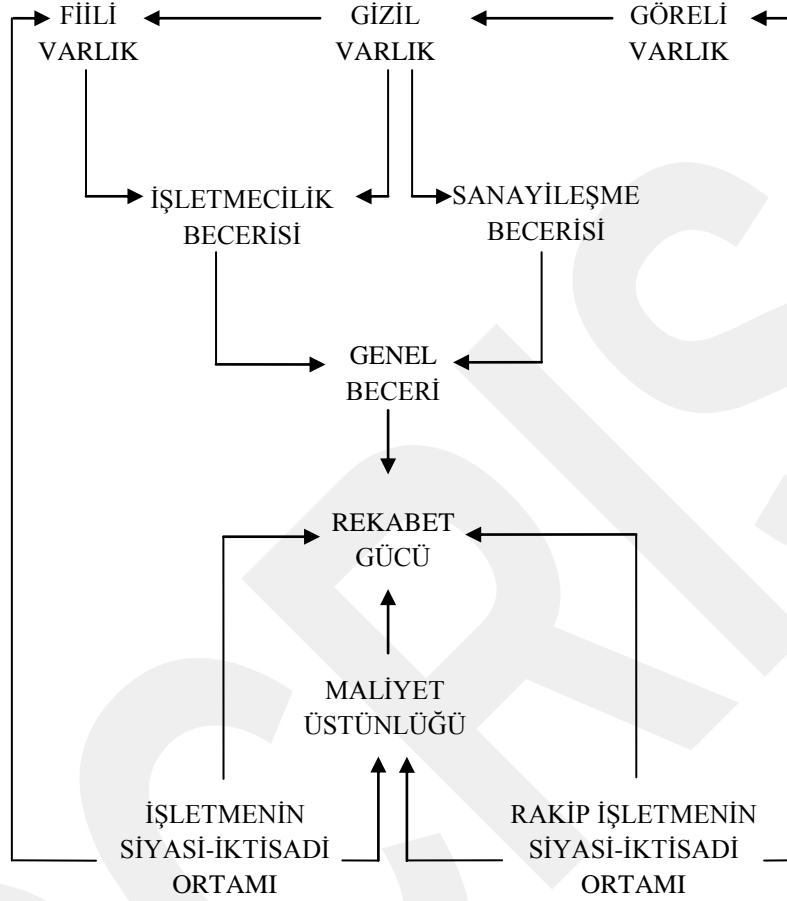 FİİLİ
VARLIK
GİZİL
VARLIK
GÖRELİ
VARLIK
İŞLETMECİLİK
BECERİSİ
SANAYİLEŞME
BECERİSİ
GENEL
BECERİ
REKABET
GÜCÜ
MALİYET
ÜSTÜNLÜĞÜ
İŞLETMENİN
SİYASİ-İKTİSADİ
ORTAMI
RAKİP İŞLETMENİN
SİYASİ-İKTİSADİ
ORTAMI